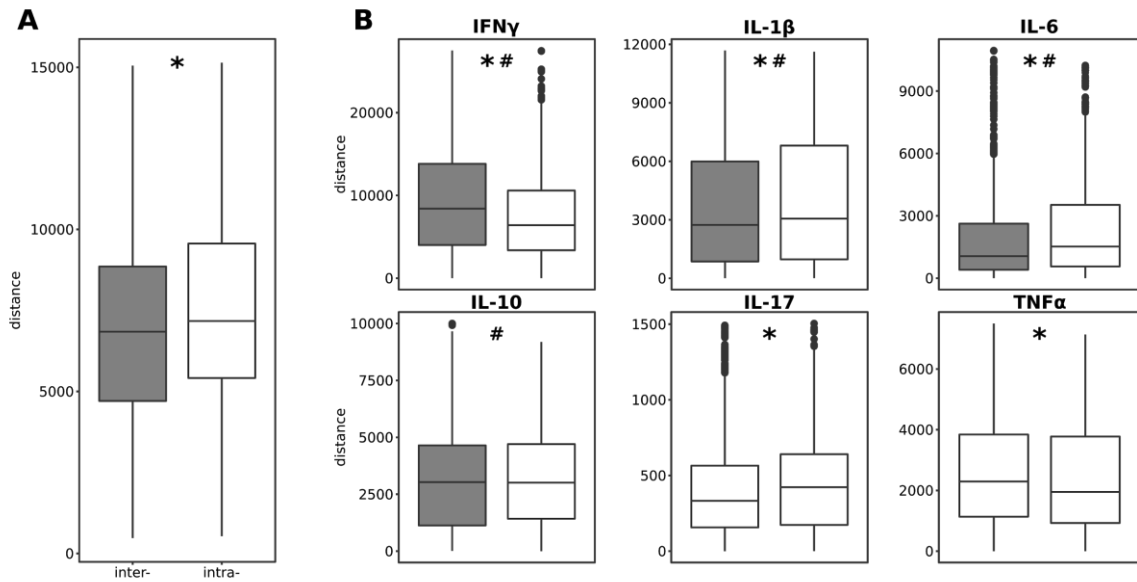 A
distance
15000
10000
5000
0
*
inter-
intra-
B
IFNγ
distance
20000
10000
0
* #
IL-1β
12000
9000
6000
3000
0
* #
IL-6
9000
6000
3000
0
* #
IL-10
distance
10000
7500
5000
2500
0
#
IL-17
1500
1000
500
0
*
TNFα
6000
4000
2000
0
*